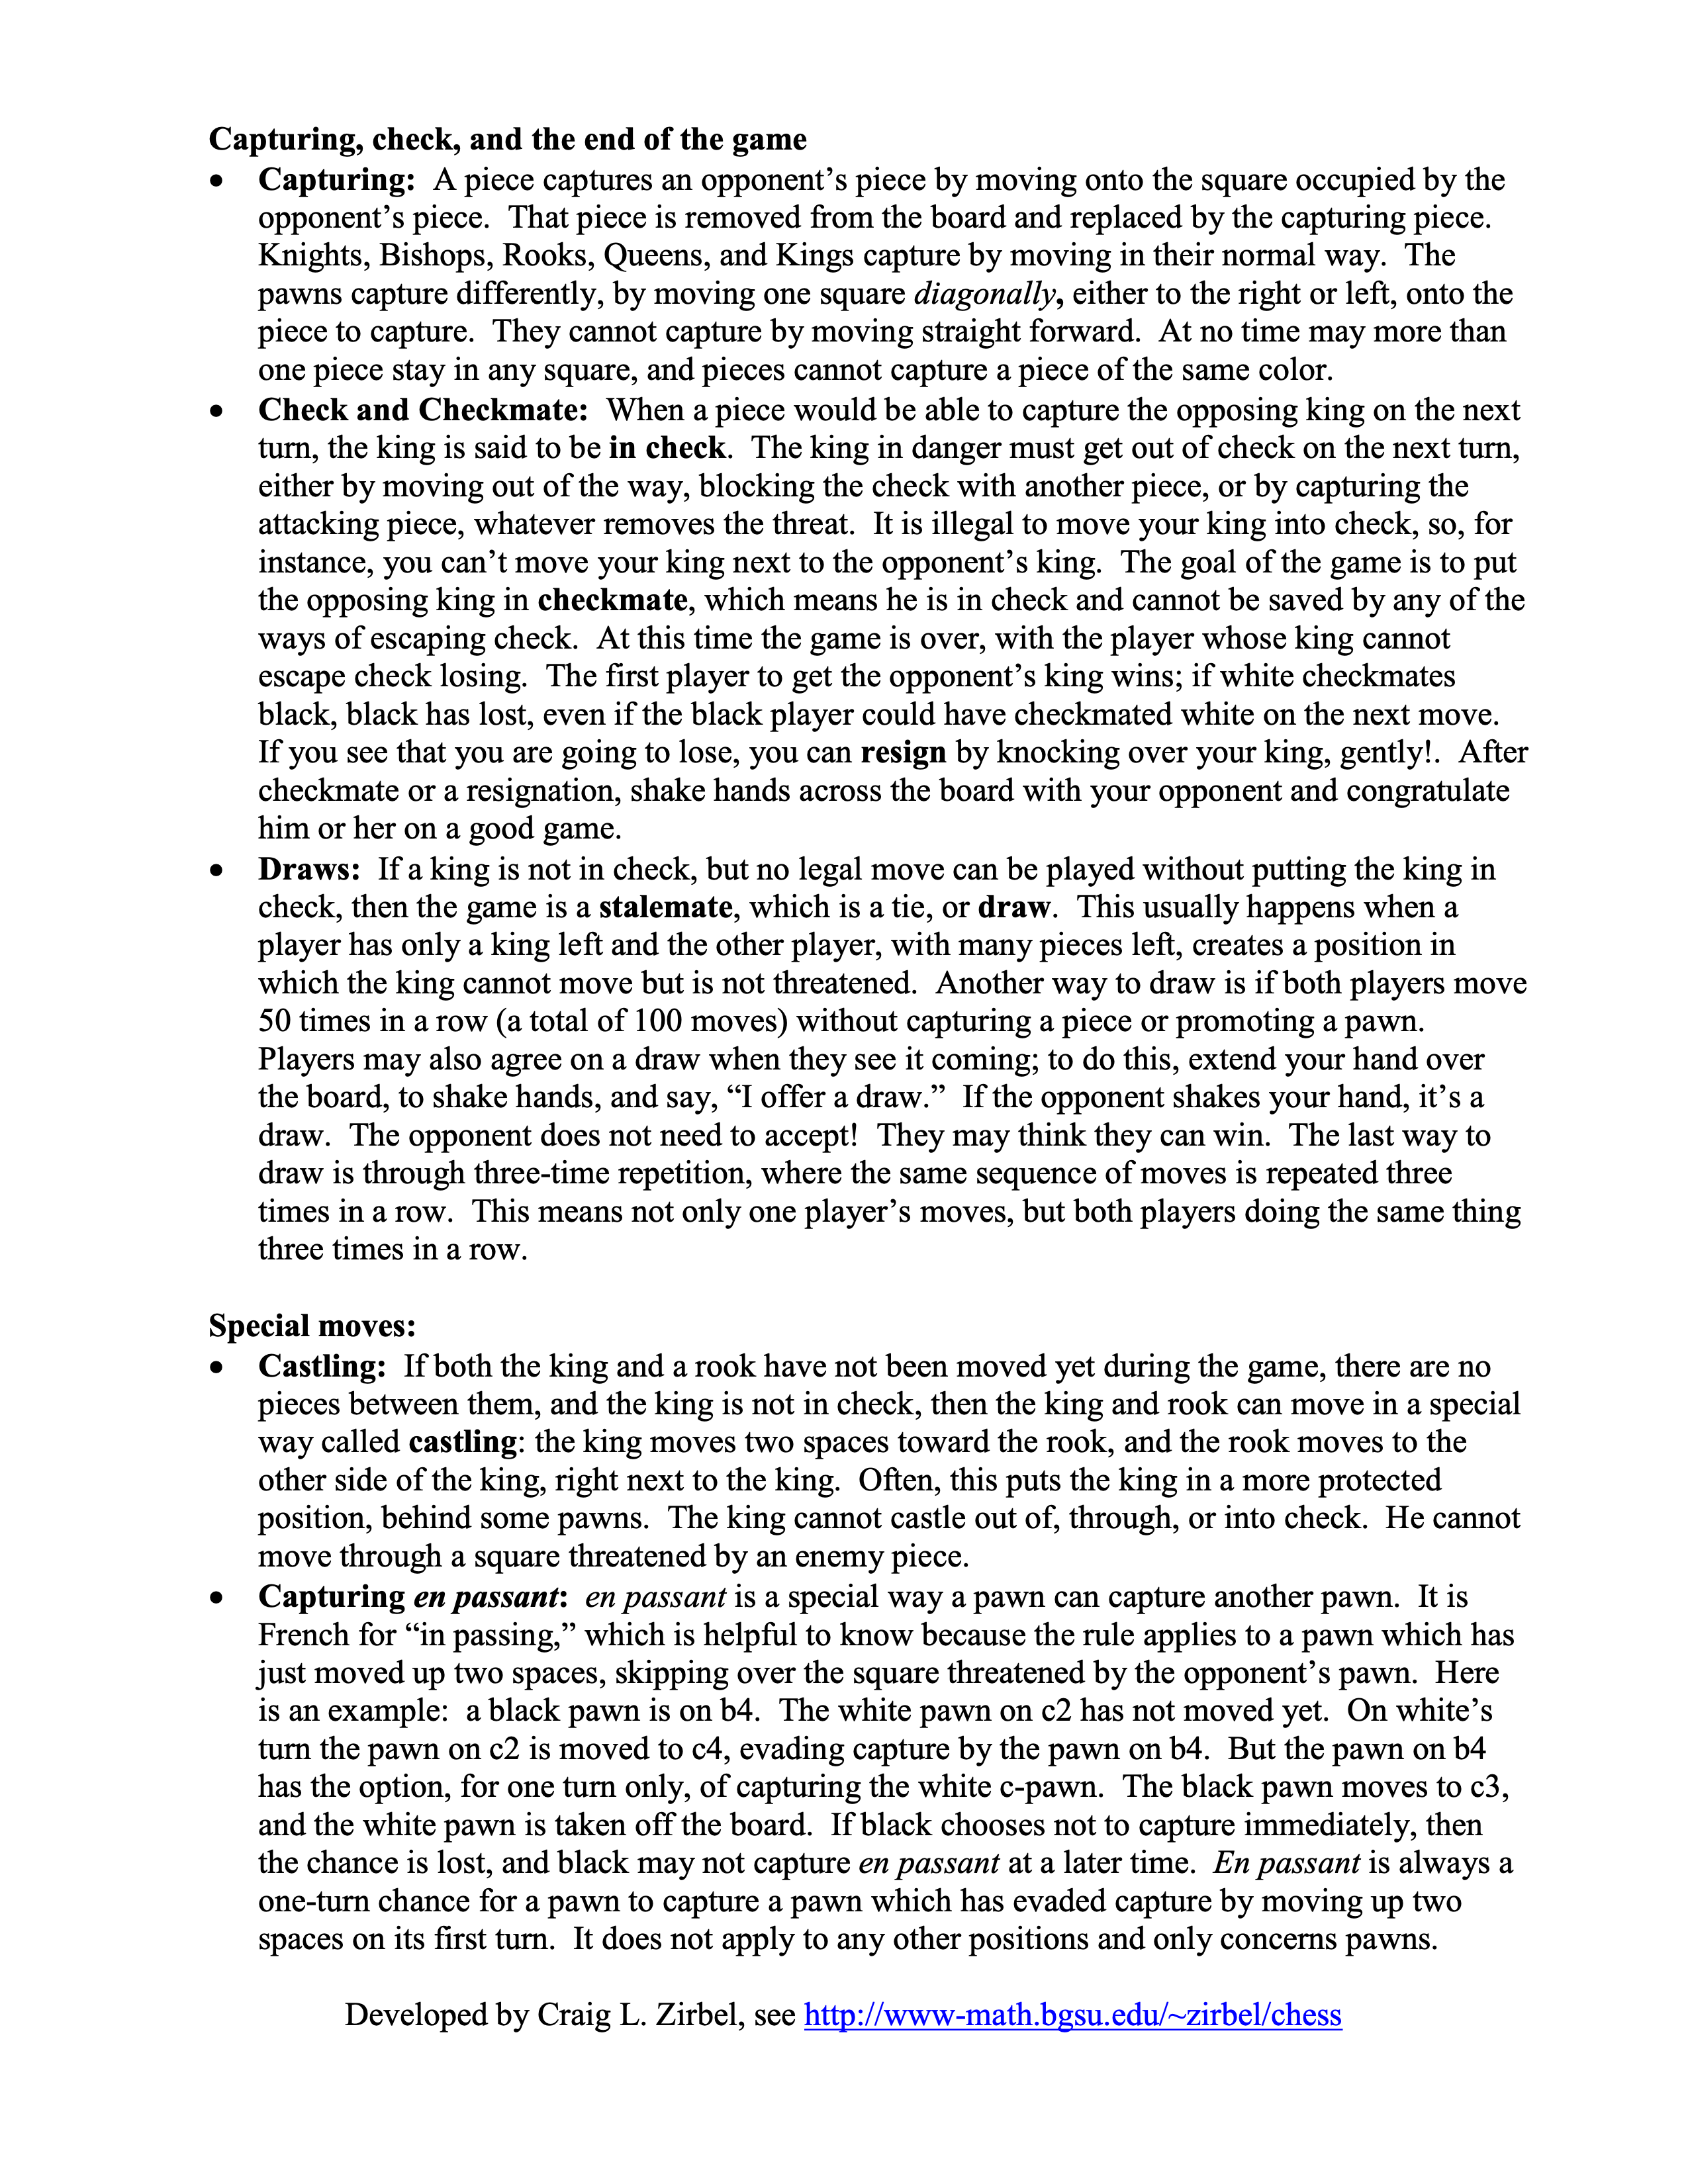 Capturing, check, and the end of the game
• Capturing: A piece captures an opponent’s piece by moving onto the square occupied by the
opponent’s piece. That piece is removed from the board and replaced by the capturing piece.
Knights, Bishops, Rooks, Queens, and Kings capture by moving in their normal way. The
pawns capture differently, by moving one square diagonally, either to the right or left, onto the
piece to capture. They cannot capture by moving straight forward. At no time may more than
one piece stay in any square, and pieces cannot capture a piece of the same color.
• Check and Checkmate: When a piece would be able to capture the opposing king on the next
turn, the king is said to be in check. The king in danger must get out of check on the next turn,
either by moving out of the way, blocking the check with another piece, or by capturing the
attacking piece, whatever removes the threat. It is illegal to move your king into check, so, for
instance, you can’t move your king next to the opponent’s king. The goal of the game is to put
the opposing king in checkmate, which means he is in check and cannot be saved by any of the
ways of escaping check. At this time the game is over, with the player whose king cannot
escape check losing. The first player to get the opponent’s king wins; if white checkmates
black, black has lost, even if the black player could have checkmated white on the next move.
If you see that you are going to lose, you can resign by knocking over your king, gently!. After
checkmate or a resignation, shake hands across the board with your opponent and congratulate
him or her on a good game.
• Draws: If a king is not in check, but no legal move can be played without putting the king in
check, then the game is a stalemate, which is a tie, or draw. This usually happens when a
player has only a king left and the other player, with many pieces left, creates a position in
which the king cannot move but is not threatened. Another way to draw is if both players move
50 times in a row (a total of 100 moves) without capturing a piece or promoting a pawn.
Players may also agree on a draw when they see it coming; to do this, extend your hand over
the board, to shake hands, and say, “I offer a draw.” If the opponent shakes your hand, it’s a
draw. The opponent does not need to accept! They may think they can win. The last way to
draw is through three-time repetition, where the same sequence of moves is repeated three
times in a row. This means not only one player’s moves, but both players doing the same thing
three times in a row.
Special moves:
• Castling: If both the king and a rook have not been moved yet during the game, there are no
pieces between them, and the king is not in check, then the king and rook can move in a special
way called castling: the king moves two spaces toward the rook, and the rook moves to the
other side of the king, right next to the king. Often, this puts the king in a more protected
position, behind some pawns. The king cannot castle out of, through, or into check. He cannot
move through a square threatened by an enemy piece.
• Capturing en passant: en passant is a special way a pawn can capture another pawn. It is
French for “in passing,” which is helpful to know because the rule applies to a pawn which has
just moved up two spaces, skipping over the square threatened by the opponent’s pawn. Here
is an example: a black pawn is on b4. The white pawn on c2 has not moved yet. On white’s
turn the pawn on c2 is moved to c4, evading capture by the pawn on b4. But the pawn on b4
has the option, for one turn only, of capturing the white c-pawn. The black pawn moves to c3,
and the white pawn is taken off the board. If black chooses not to capture immediately, then
the chance is lost, and black may not capture en passant at a later time. En passant is always a
one-turn chance for a pawn to capture a pawn which has evaded capture by moving up two
spaces on its first turn. It does not apply to any other positions and only concerns pawns.
Developed by Craig L. Zirbel, see http://www-math.bgsu.edu/~zirbel/chess